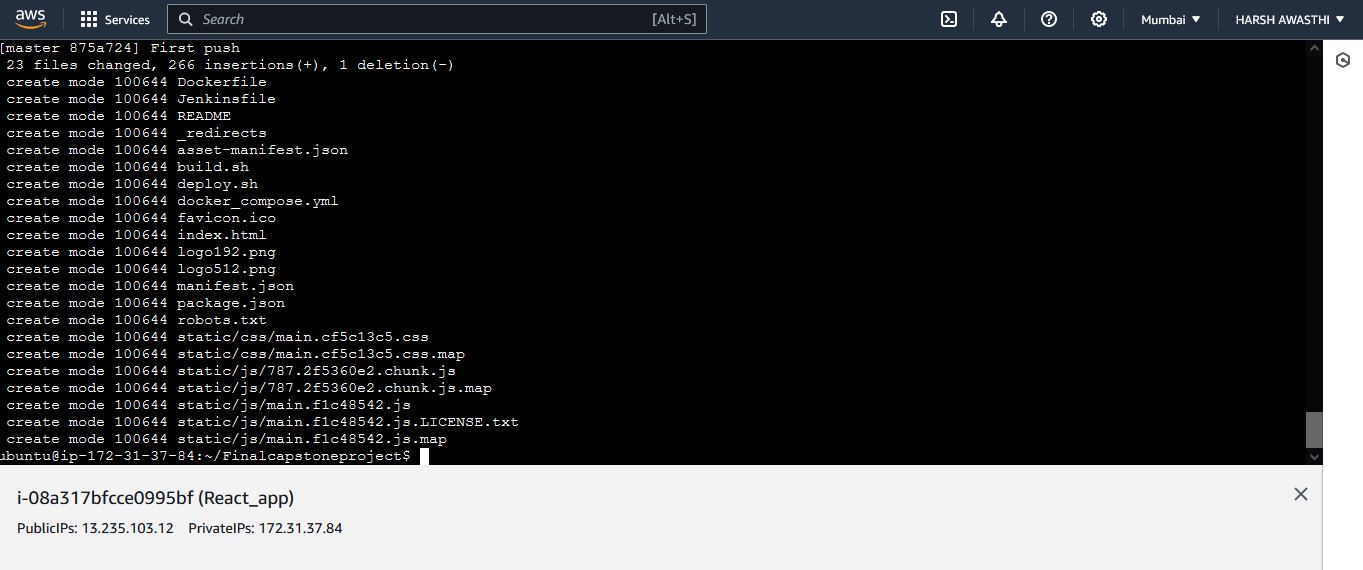 aws Services Search [Alt+S] Mumbai HARSH AWASTHI
[master 875a724] First push
23 files changed, 266 insertions(+), 1 deletion(-)
create mode 100644 Dockerfile
create mode 100644 Jenkinsfile
create mode 100644 README
create mode 100644 _redirects
create mode 100644 asset-manifest.json
create mode 100644 build.sh
create mode 100644 deploy.sh
create mode 100644 docker_compose.yml
create mode 100644 favicon.ico
create mode 100644 index.html
create mode 100644 logo192.png
create mode 100644 logo512.png
create mode 100644 manifest.json
create mode 100644 package.json
create mode 100644 robots.txt
create mode 100644 static/css/main.cf5c13c5.css
create mode 100644 static/css/main.cf5c13c5.css.map
create mode 100644 static/js/787.2f5360e2.chunk.js
create mode 100644 static/js/787.2f5360e2.chunk.js.map
create mode 100644 static/js/main.f1c48542.js
create mode 100644 static/js/main.f1c48542.js.LICENSE.txt
create mode 100644 static/js/main.f1c48542.js.map
ubuntu@ip-172-31-37-84:~/Finalcapstoneproject$
i-08a317bfcce0995bf (React_app)
PublicIPs: 13.235.103.12 PrivateIPs: 172.31.37.84